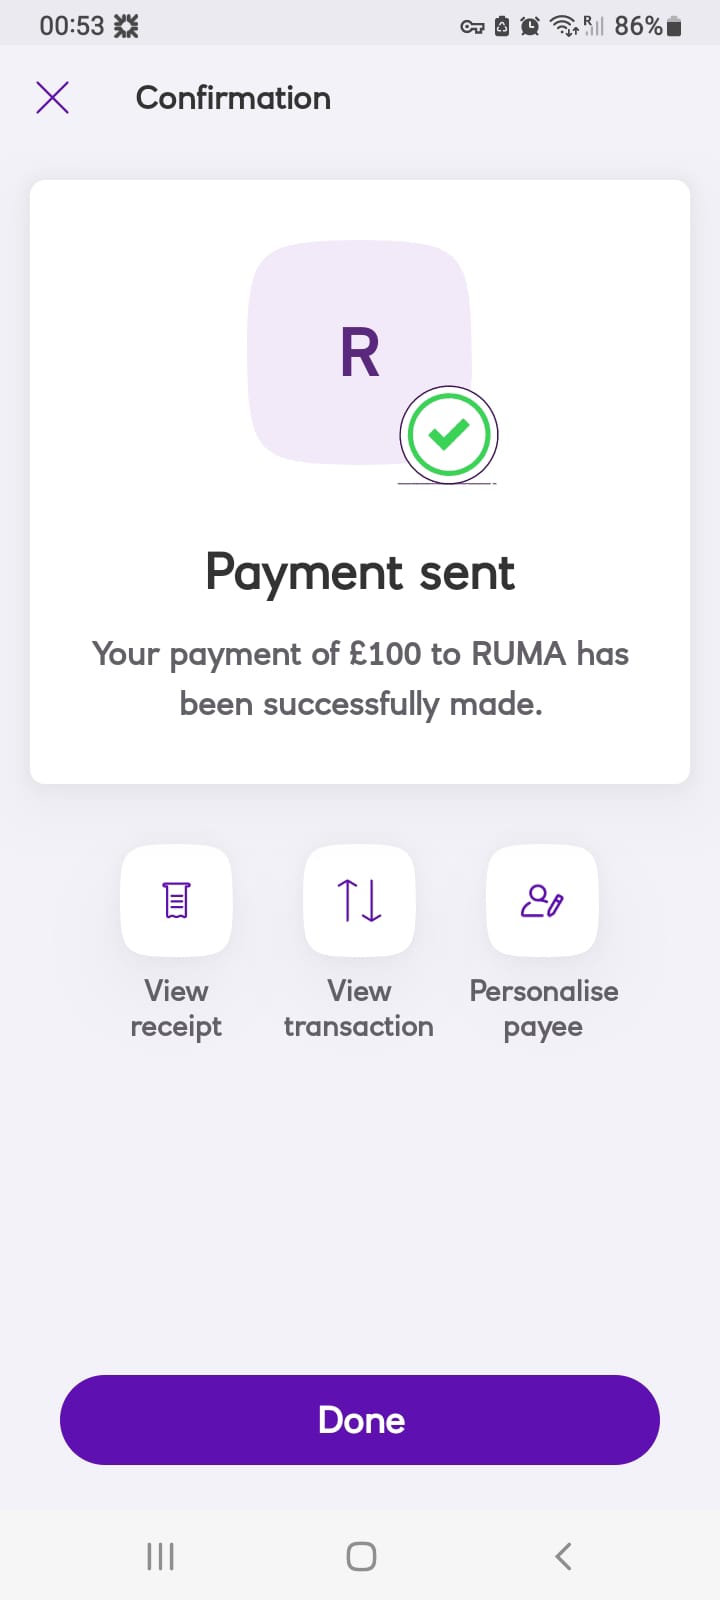 00:53
R
86%
Confirmation
R
Payment sent
Your payment of £100 to RUMA has
been successfully made.
View
receipt
View
transaction
Personalise
payee
Done